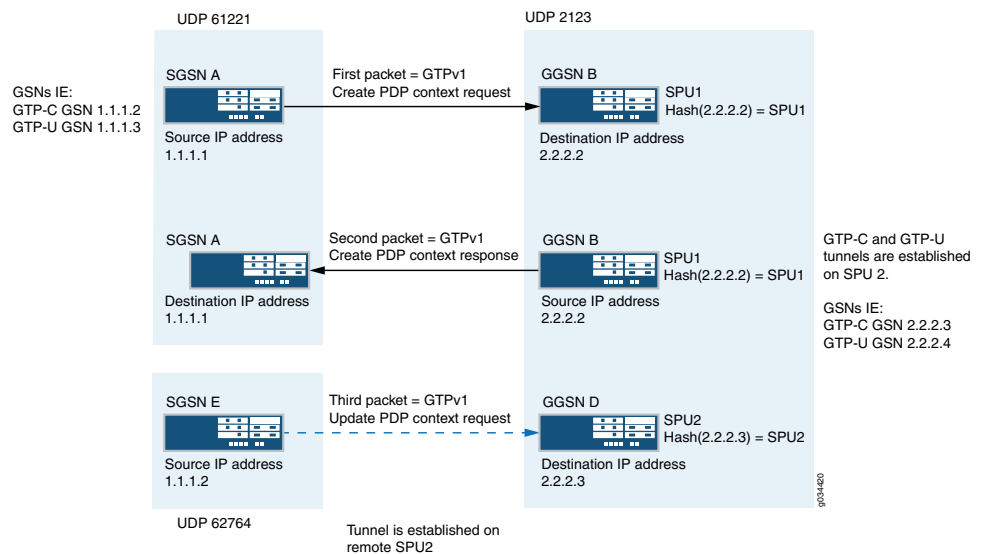 UDP 61221
UDP 2123
SGSN A
First packet = GTPv1
Create PDP context request
GGSN B
GSNs IE:
GTP-C GSN 1.1.1.2
GTP-U GSN 1.1.1.3
SPU1
Hash(2.2.2.2) = SPU1
Source IP address
1.1.1.1
Destination IP address
2.2.2.2
SGSN A
Second packet = GTPv1
Create PDP context response
GGSN B
SPU1
Hash(2.2.2.2) = SPU1
Destination IP address
1.1.1.1
Source IP address
2.2.2.2
GTP-C and GTP-U
tunnels are established
on SPU 2.
GSNs IE:
GTP-C GSN 2.2.2.3
GTP-U GSN 2.2.2.4
SGSN E
Third packet = GTPv1
Update PDP context request
GGSN D
SPU2
Hash(2.2.2.3) = SPU2
Source IP address
1.1.1.2
Destination IP address
2.2.2.3
g034420
UDP 62764
Tunnel is established on
remote SPU2